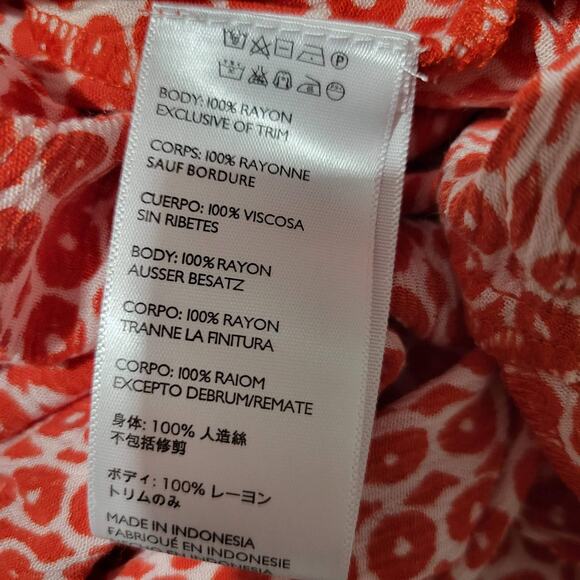 BODY: 100% RAYON
EXCLUSIVE OF TRIM
CORPS: 100% RAYONNE
SAUF BORDURE
CUERPO: 100% VISCOSA
SIN RIBETES
BODY: 100% RAYON
AUSSER BESATZ
CORPO: 100% RAYON
TRANNE LA FINITURA
CORPO: 100% RAIOM
EXCEPTO DEBRUM/REMATE
身体: 100% 人造絲
不包括修剪
ボディ: 100% レーヨン
トリムのみ
MADE IN INDONESIA
FABRIQUÉ EN INDONESIE